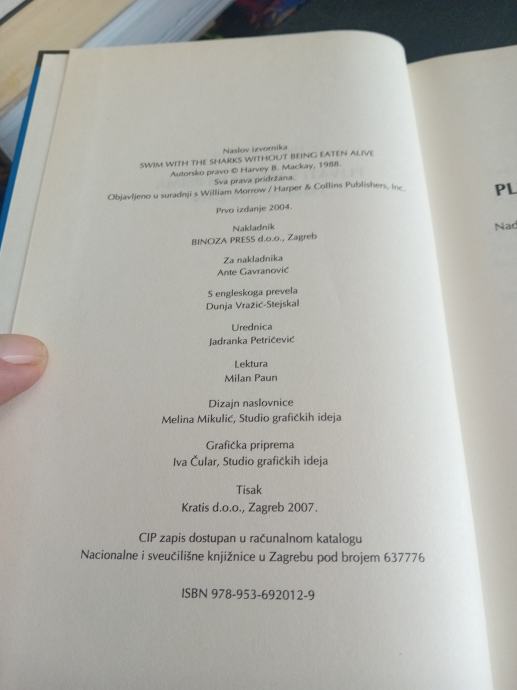 Naslov izvornika
SWIM WITH THE SHARKS WITHOUT BEING EATEN ALIVE
Autorsko pravo © Harvey B. Mackay, 1988.
Sva prava pridržana.
Objavljeno u suradnji s William Morrow / Harper & Collins Publishers, Inc.
Prvo izdanje 2004.
Nakladnik
BINOZA PRESS d.o.o., Zagreb
Za nakladnika
Ante Gavranović
S engleskoga prevela
Dunja Vražić-Stejskal
Urednica
Jadranka Petričević
Lektura
Milan Paun
Dizajn naslovnice
Melina Mikulić, Studio grafičkih ideja
Grafička priprema
Iva Čular, Studio grafičkih ideja
Tisak
Kratis d.o.o., Zagreb 2007.
CIP zapis dostupan u računalnom katalogu
Nacionalne i sveučilišne knjižnice u Zagrebu pod brojem 637776
ISBN 978-953-692012-9
PL
Nad